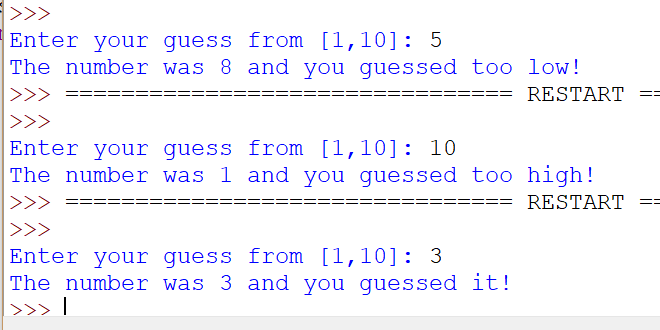 >>>
Enter your guess from [1,10]: 5
The number was 8 and you guessed too low!
>>> ================================ RESTART ==
>>>
Enter your guess from [1,10]: 10
The number was 1 and you guessed too high!
>>> ================================ RESTART ==
>>>
Enter your guess from [1,10]: 3
The number was 3 and you guessed it!
>>>